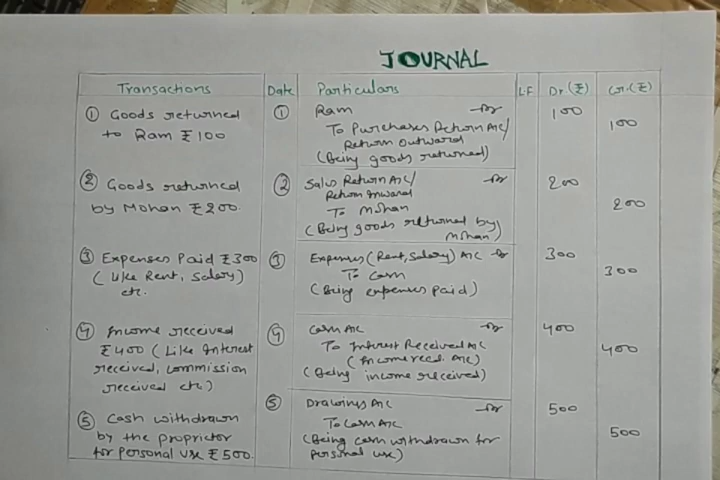 JOURNAL
Transactions Date Particulars LF Dr.(₹) Cr.(₹)
① Goods returned
to Ram ₹100
① Ram Dr 100
To Purchases Return A/C/ 100
Return outward
(Being goods returned)
② Goods returned
by Mohan ₹200.
② Sales Return A/C/ Dr 200
Return Inward
To Mohan 200
(Being goods returned by
Mohan)
③ Expenses Paid ₹300
(Like Rent, Salary)
etc.
③ Expenses (Rent, Salary) A/C Dr 300
To Cash 300
(Being expenses paid)
④ Income received
₹400 (Like Interest
received, commission
received etc)
④ Cash A/C Dr 400
To Interest Received A/C 400
(Income recd. A/C)
(Being income received)
⑤ Cash withdrawn
by the proprietor
for personal use ₹500.
⑤ Drawings A/C Dr 500
To Cash A/C 500
(Being cash withdrawn for
personal use)